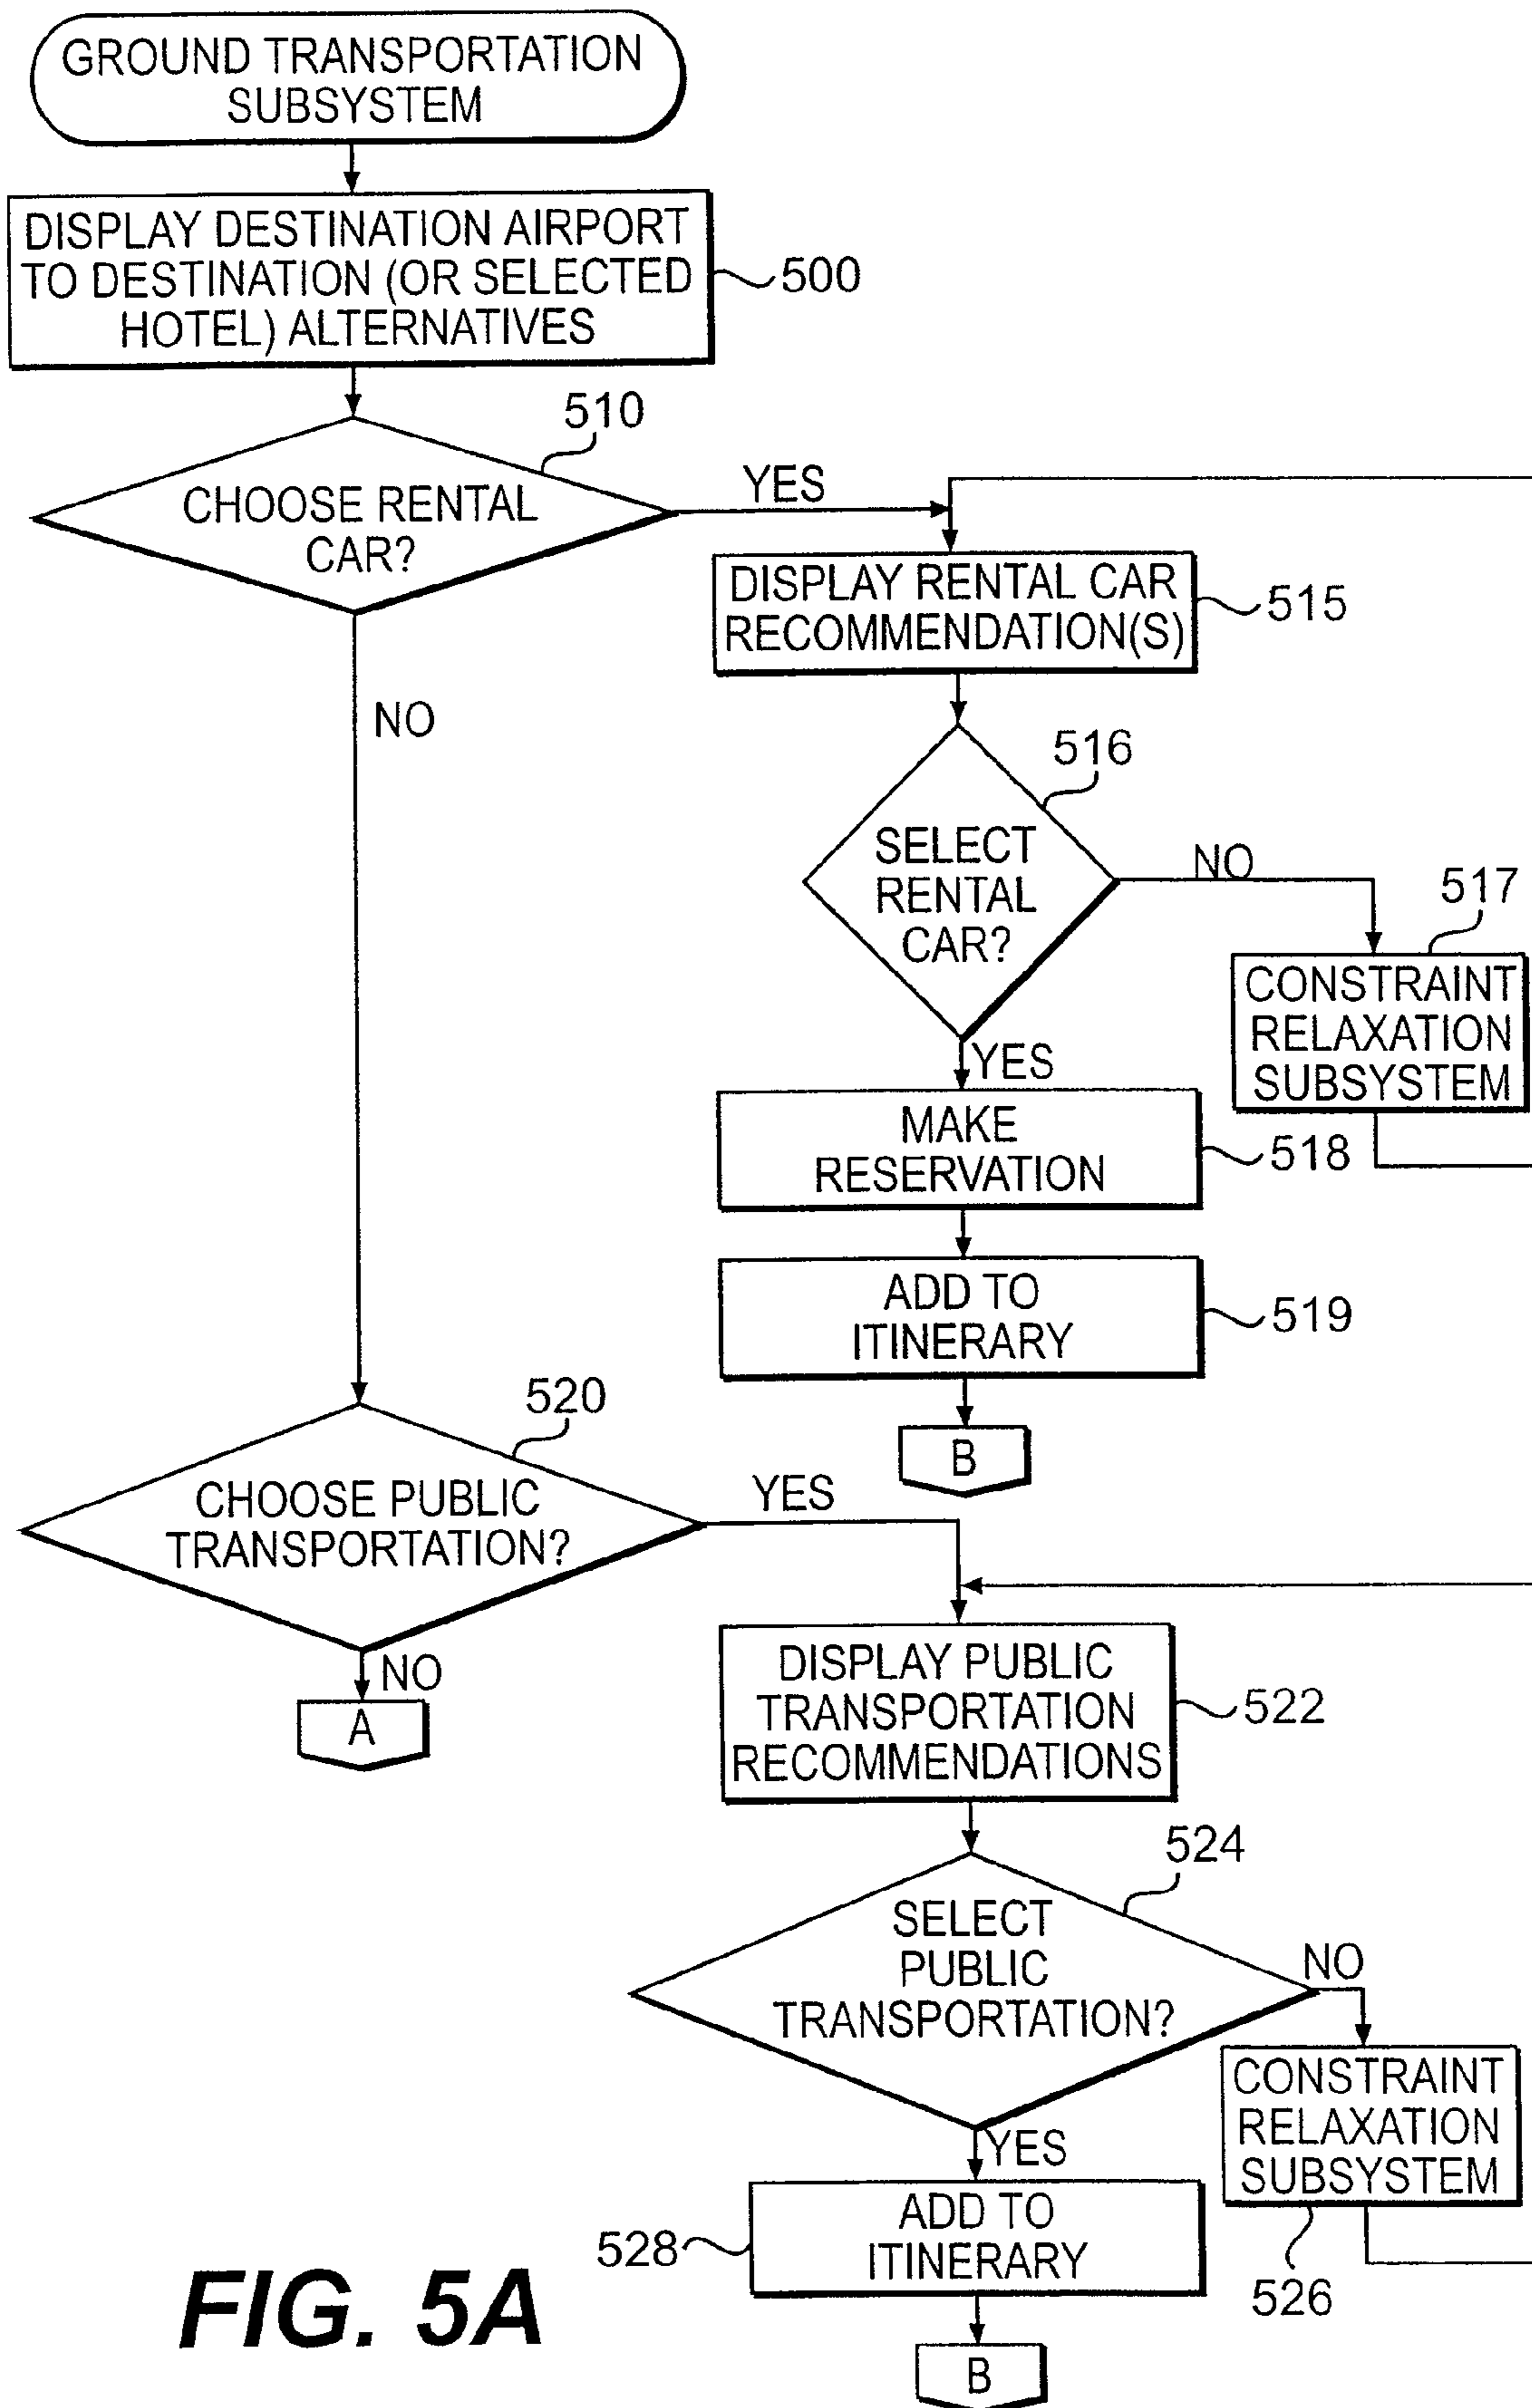 GROUND TRANSPORTATION
SUBSYSTEM
DISPLAY DESTINATION AIRPORT
TO DESTINATION (OR SELECTED
HOTEL) ALTERNATIVES
500
510
CHOOSE RENTAL
CAR?
YES
NO
DISPLAY RENTAL CAR
RECOMMENDATION(S)
515
516
SELECT
RENTAL
CAR?
NO
517
CONSTRAINT
RELAXATION
SUBSYSTEM
YES
MAKE
RESERVATION
518
ADD TO
ITINERARY
519
B
520
CHOOSE PUBLIC
TRANSPORTATION?
YES
NO
A
DISPLAY PUBLIC
TRANSPORTATION
RECOMMENDATIONS
522
524
SELECT
PUBLIC
TRANSPORTATION?
NO
CONSTRAINT
RELAXATION
SUBSYSTEM
526
YES
ADD TO
ITINERARY
528
B
FIG. 5A